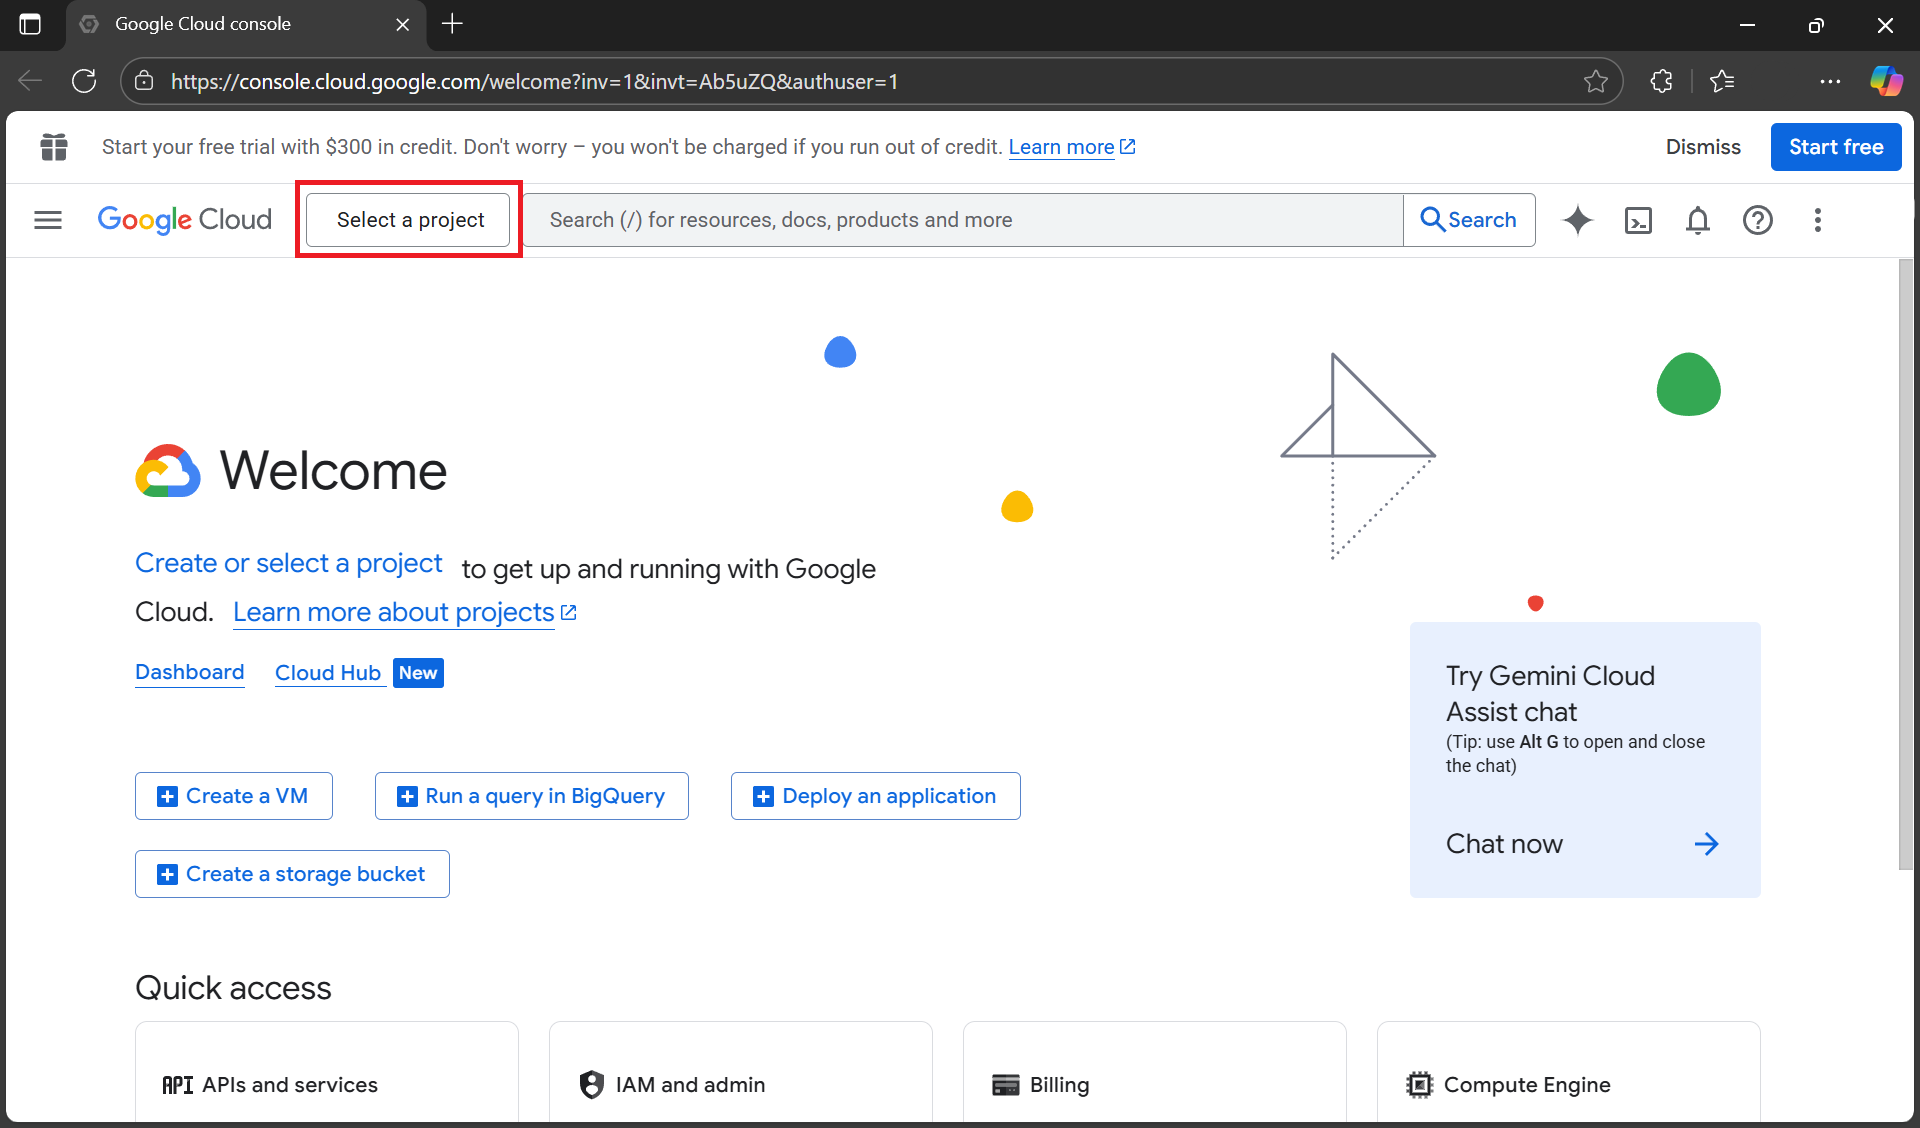 Google Cloud console
https://console.cloud.google.com/welcome?inv=1&invt=Ab5uZQ&authuser=1
Start your free trial with $300 in credit. Don't worry – you won't be charged if you run out of credit. Learn more
Dismiss
Start free
Google Cloud
Select a project
Search (/) for resources, docs, products and more
Search
Welcome
Create or select a project to get up and running with Google
Cloud. Learn more about projects
Dashboard
Cloud Hub New
Try Gemini Cloud
Assist chat
(Tip: use Alt G to open and close
the chat)
Chat now
Create a VM
Run a query in BigQuery
Deploy an application
Create a storage bucket
Quick access
API APIs and services
IAM and admin
Billing
Compute Engine